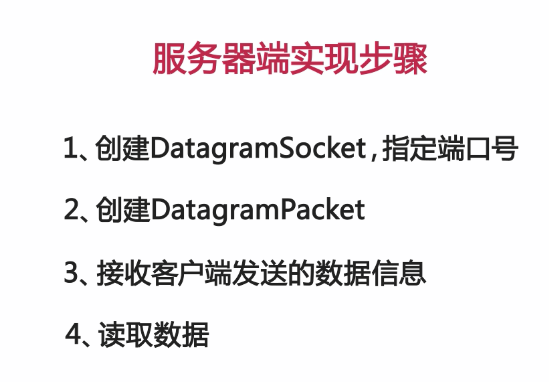 服务器端实现步骤
1、创建DatagramSocket,指定端口号
2、创建DatagramPacket
3、接收客户端发送的数据信息
4、读取数据